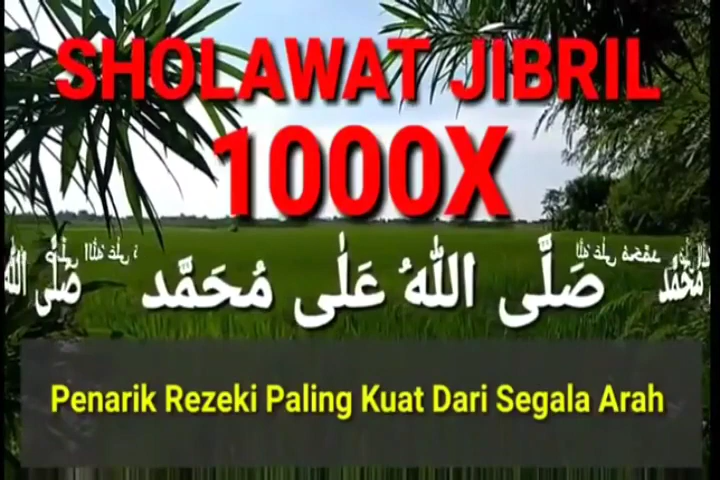 SHOLAWAT JIBRIL
1000X
صَلَّى اللهُ عَلٰى مُحَمَّد
Penarik Rezeki Paling Kuat Dari Segala Arah